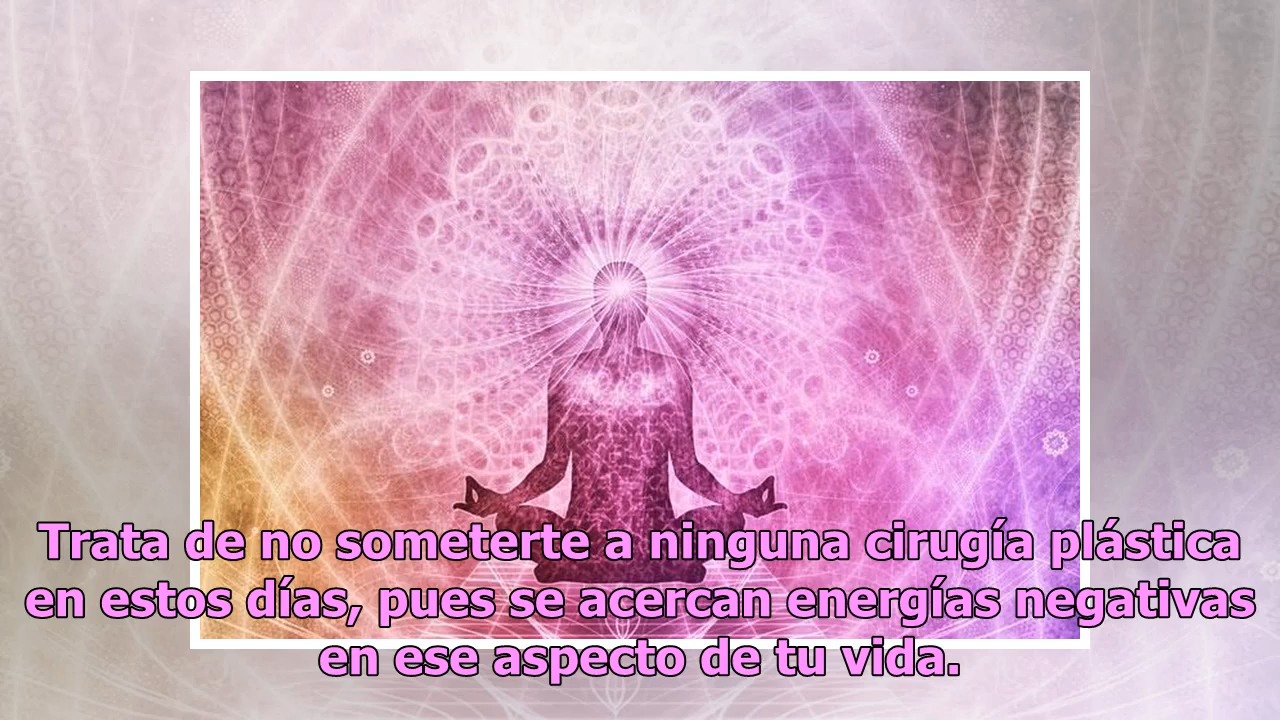 Trata de no someterte a ninguna cirugía plástica
en estos días, pues se acercan energías negativas
en ese aspecto de tu vida.